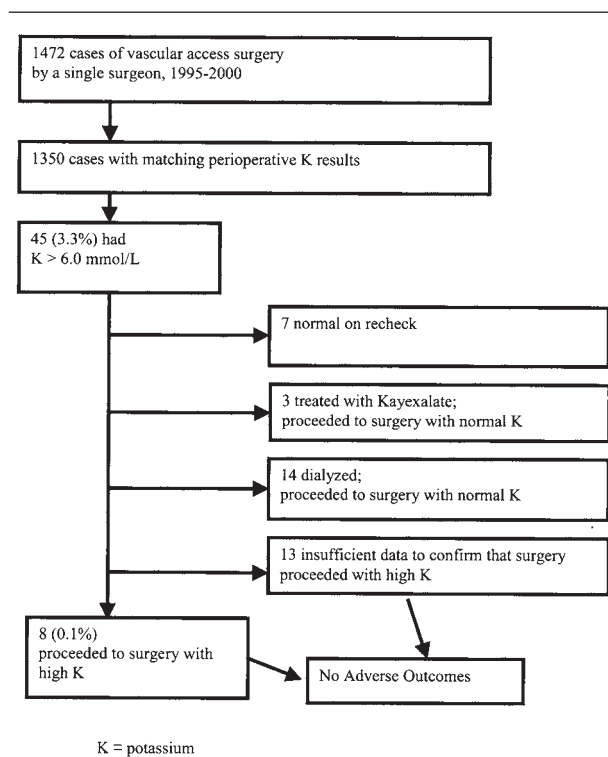 1472 cases of vascular access surgery
by a single surgeon, 1995-2000
1350 cases with matching perioperative K results
45 (3.3%) had
K > 6.0 mmol/L
7 normal on recheck
3 treated with Kayexalate;
proceeded to surgery with normal K
14 dialyzed;
proceeded to surgery with normal K
13 insufficient data to confirm that surgery
proceeded with high K
8 (0.1%)
proceeded to surgery with
high K
No Adverse Outcomes
K = potassium